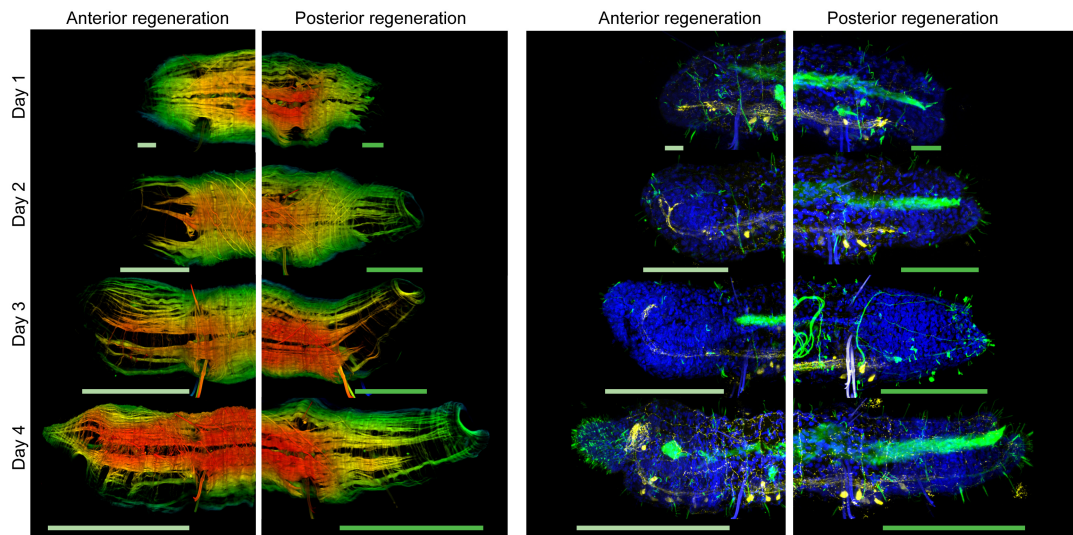 Anterior regeneration Posterior regeneration Anterior regeneration Posterior regeneration
Day 1
Day 2
Day 3
Day 4